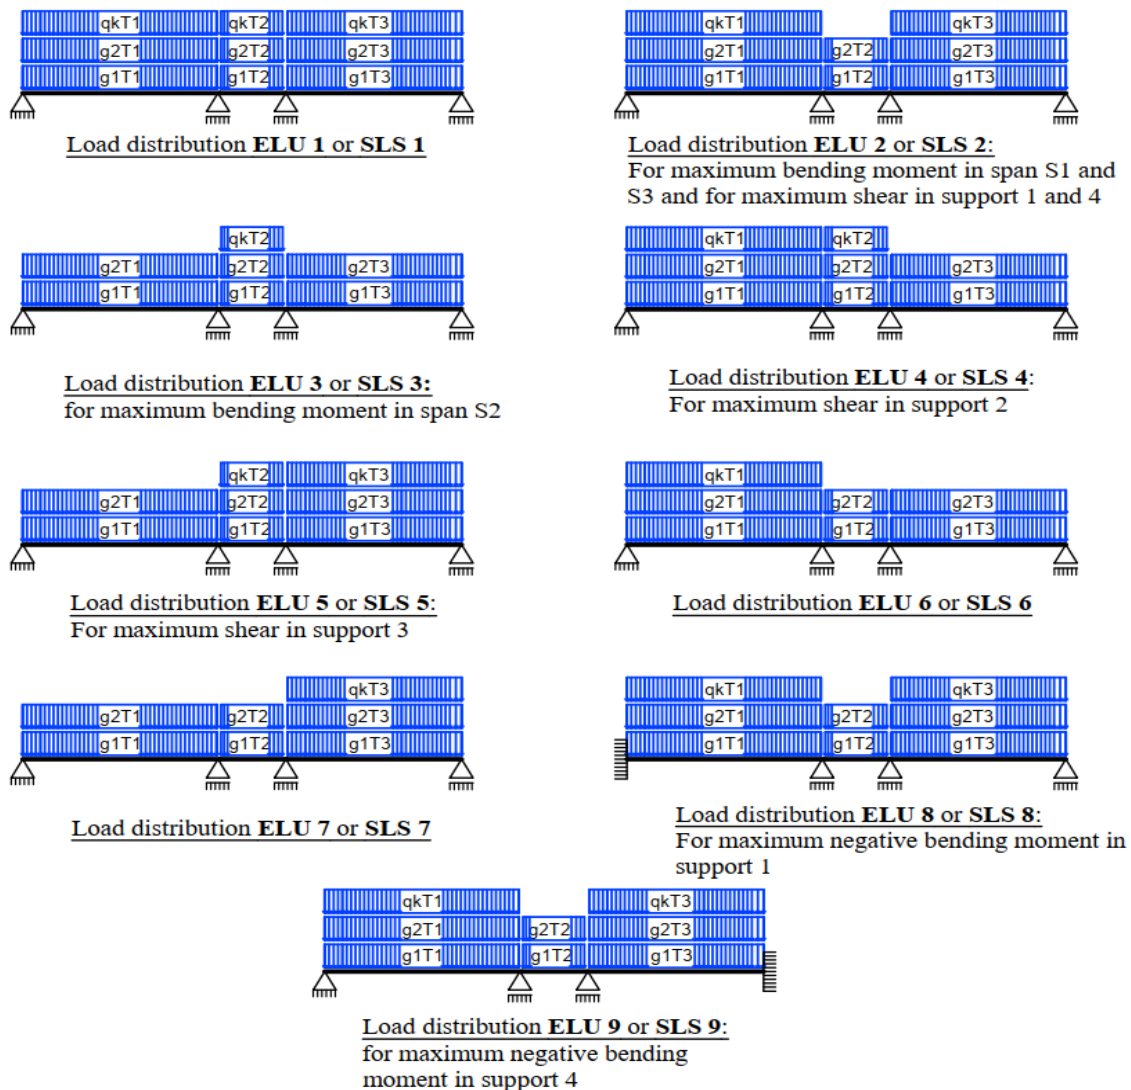 qkT1 qkT2 qkT3
g2T1 g2T2 g2T3
g1T1 g1T2 g1T3
Load distribution ELU 1 or SLS 1
qkT1 qkT3
g2T1 g2T2 g2T3
g1T1 g1T2 g1T3
Load distribution ELU 2 or SLS 2:
For maximum bending moment in span S1 and
S3 and for maximum shear in support 1 and 4
qkT2
g2T1 g2T2 g2T3
g1T1 g1T2 g1T3
Load distribution ELU 3 or SLS 3:
for maximum bending moment in span S2
qkT1 qkT2
g2T1 g2T2 g2T3
g1T1 g1T2 g1T3
Load distribution ELU 4 or SLS 4:
For maximum shear in support 2
qkT2 qkT3
g2T1 g2T2 g2T3
g1T1 g1T2 g1T3
Load distribution ELU 5 or SLS 5:
For maximum shear in support 3
qkT1
g2T1 g2T2 g2T3
g1T1 g1T2 g1T3
Load distribution ELU 6 or SLS 6
qkT3
g2T1 g2T2 g2T3
g1T1 g1T2 g1T3
Load distribution ELU 7 or SLS 7
qkT1 qkT3
g2T1 g2T2 g2T3
g1T1 g1T2 g1T3
Load distribution ELU 8 or SLS 8:
For maximum negative bending moment in
support 1
qkT1 qkT3
g2T1 g2T2 g2T3
g1T1 g1T2 g1T3
Load distribution ELU 9 or SLS 9:
for maximum negative bending
moment in support 4